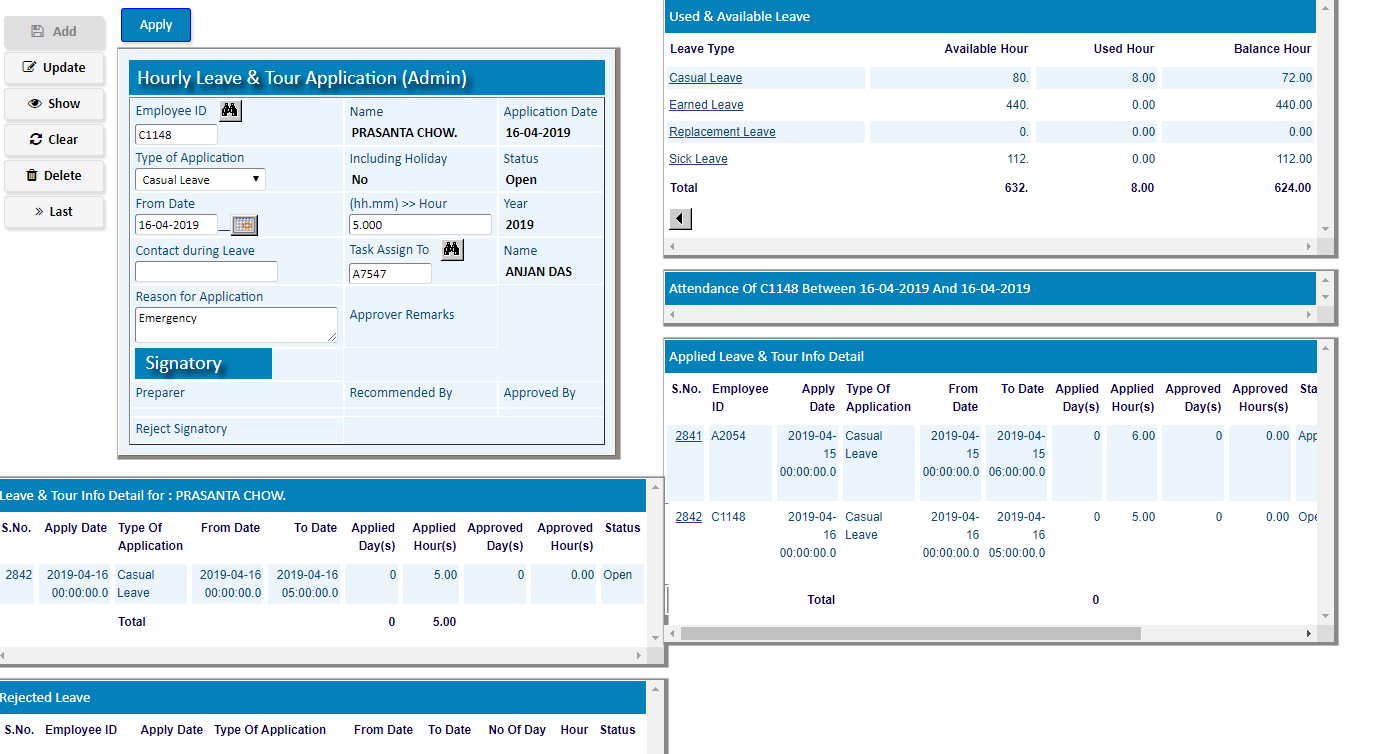 Add
Update
Show
Clear
Delete
Last
Apply
Hourly Leave & Tour Application (Admin)
Employee ID Name Application Date
C1148 PRASANTA CHOW. 16-04-2019
Type of Application Including Holiday Status
Casual Leave No Open
From Date (hh.mm) >> Hour Year
16-04-2019 5.000 2019
Contact during Leave Task Assign To Name
A7547 ANJAN DAS
Reason for Application
Emergency Approver Remarks
Signatory
Preparer Recommended By Approved By
Reject Signatory
Leave & Tour Info Detail for : PRASANTA CHOW.
S.No. Apply Date Type Of From Date To Date Applied Applied Approved Approved Status
Application Day(s) Hour(s) Day(s) Hour(s)
2842 2019-04-16 Casual 2019-04-16 2019-04-16 0 5.00 0 0.00 Open
00:00:00.0 Leave 00:00:00.0 05:00:00.0
Total 0 5.00
Rejected Leave
S.No. Employee ID Apply Date Type Of Application From Date To Date No Of Day Hour Status
Used & Available Leave
Leave Type Available Hour Used Hour Balance Hour
Casual Leave 80. 8.00 72.00
Earned Leave 440. 0.00 440.00
Replacement Leave 0. 0.00 0.00
Sick Leave 112. 0.00 112.00
Total 632. 8.00 624.00
Attendance Of C1148 Between 16-04-2019 And 16-04-2019
Applied Leave & Tour Info Detail
S.No. Employee Apply Type Of From To Date Applied Applied Approved Approved Sta
ID Date Application Date Day(s) Hour(s) Day(s) Hours(s)
2841 A2054 2019-04- Casual 2019-04- 2019-04- 0 6.00 0 0.00 App
15 Leave 15 15
00:00:00.0 00:00:00.0 06:00:00.0
2842 C1148 2019-04- Casual 2019-04- 2019-04- 0 5.00 0 0.00 Ope
16 Leave 16 16
00:00:00.0 00:00:00.0 05:00:00.0
Total 0